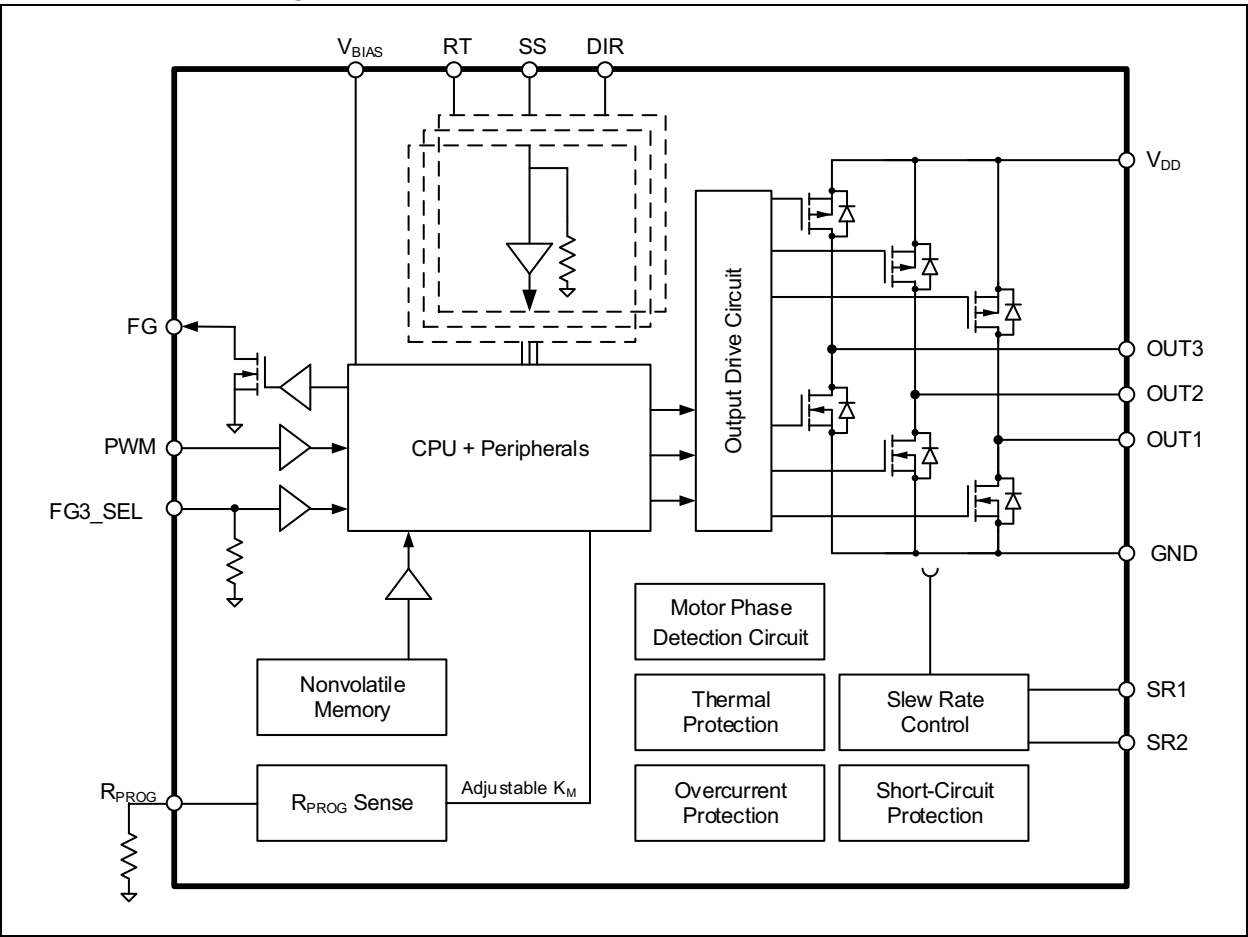 VBIAS RT SS DIR
VDD
FG
OUT3
OUT2
OUT1
Output Drive Circuit
PWM
CPU + Peripherals
FG3_SEL
GND
Motor Phase
Detection Circuit
Nonvolatile
Memory
Thermal
Protection
Slew Rate
Control
SR1
SR2
RPROG
RPROG Sense
Adjustable KM
Overcurrent
Protection
Short-Circuit
Protection